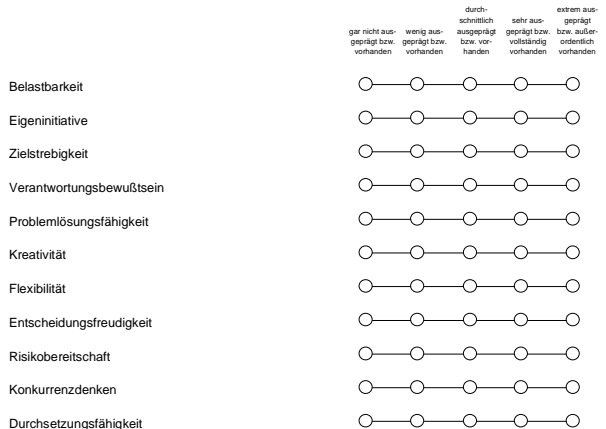 gar nicht aus-
geprägt bzw.
vorhanden
wenig aus-
geprägt bzw.
vorhanden
durch-
schnittlich
ausgeprägt
bzw. vor-
handen
sehr aus-
geprägt bzw.
vollständig
vorhanden
extrem aus-
geprägt
bzw. außer-
ordentlich
vorhanden
Belastbarkeit
Eigeninitiative
Zielstrebigkeit
Verantwortungsbewußtsein
Problemlösungsfähigkeit
Kreativität
Flexibilität
Entscheidungsfreudigkeit
Risikobereitschaft
Konkurrenzdenken
Durchsetzungsfähigkeit